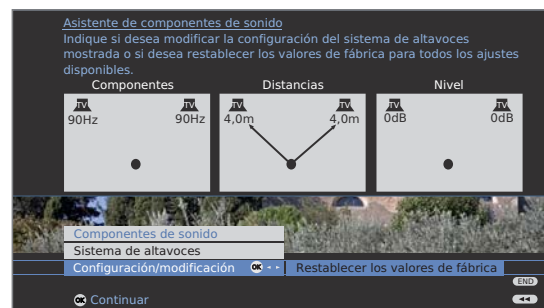 Asistente de componentes de sonido
Indique si desea modificar la configuración del sistema de altavoces
mostrada o si desea restablecer los valores de fábrica para todos los ajustes
disponibles.
Componentes Distancias Nivel
TV TV TV TV TV TV
90Hz 90Hz 4,0m 4,0m 0dB 0dB
Componentes de sonido
Sistema de altavoces
Configuración/modificación OK Restablecer los valores de fábrica
END
OK Continuar